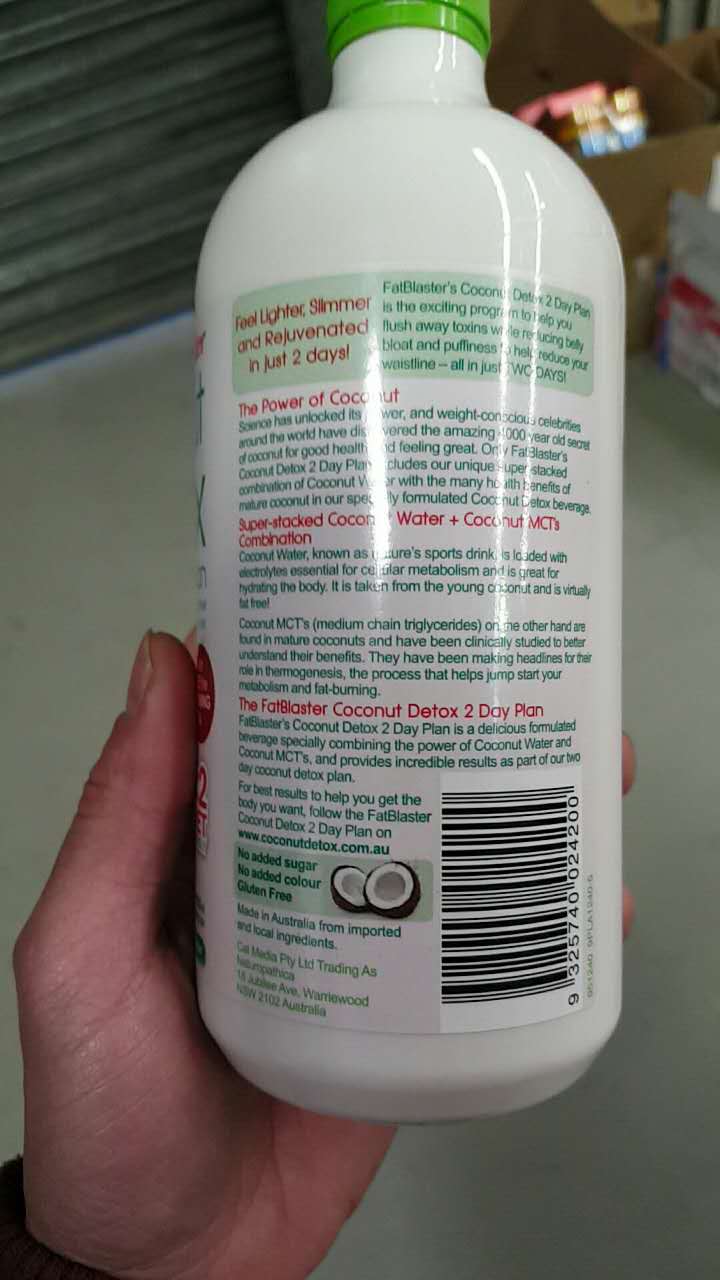 Feel Lighter, Slimmer
and Rejuvenated
in just 2 days!
FatBlaster's Coconut Detox 2 Day Plan
is the exciting program to help you
flush away toxins while reducing belly
bloat and puffiness to help reduce your
waistline – all in just TWO DAYS!
The Power of Coconut
Science has unlocked its power, and weight-conscious celebrities
around the world have discovered the amazing 4000 year old secret
of coconut for good health and feeling great. Only FatBlaster's
Coconut Detox 2 Day Plan includes our unique super-stacked
combination of Coconut Water with the many health benefits of
mature coconut in our specially formulated Coconut Detox beverage.
Super-stacked Coconut Water + Coconut MCT's
Combination
Coconut Water, known as nature's sports drink, is loaded with
electrolytes essential for cellular metabolism and is great for
hydrating the body. It is taken from the young coconut and is virtually
fat free!
Coconut MCT's (medium chain triglycerides) on the other hand are
found in mature coconuts and have been clinically studied to better
understand their benefits. They have been making headlines for their
role in thermogenesis, the process that helps jump start your
metabolism and fat-burning.
The FatBlaster Coconut Detox 2 Day Plan
FatBlaster's Coconut Detox 2 Day Plan is a delicious formulated
beverage specially combining the power of Coconut Water and
Coconut MCT's, and provides incredible results as part of our two
day coconut detox plan.
For best results to help you get the
body you want, follow the FatBlaster
Coconut Detox 2 Day Plan on
www.coconutdetox.com.au
No added sugar
No added colour
Gluten Free
Made in Australia from imported
and local ingredients.
Cat Media Pty Ltd Trading As
Naturopathica
15 Jubilee Ave, Warriewood
NSW 2102 Australia
9 325740 024200
951240 9PLA1240-5